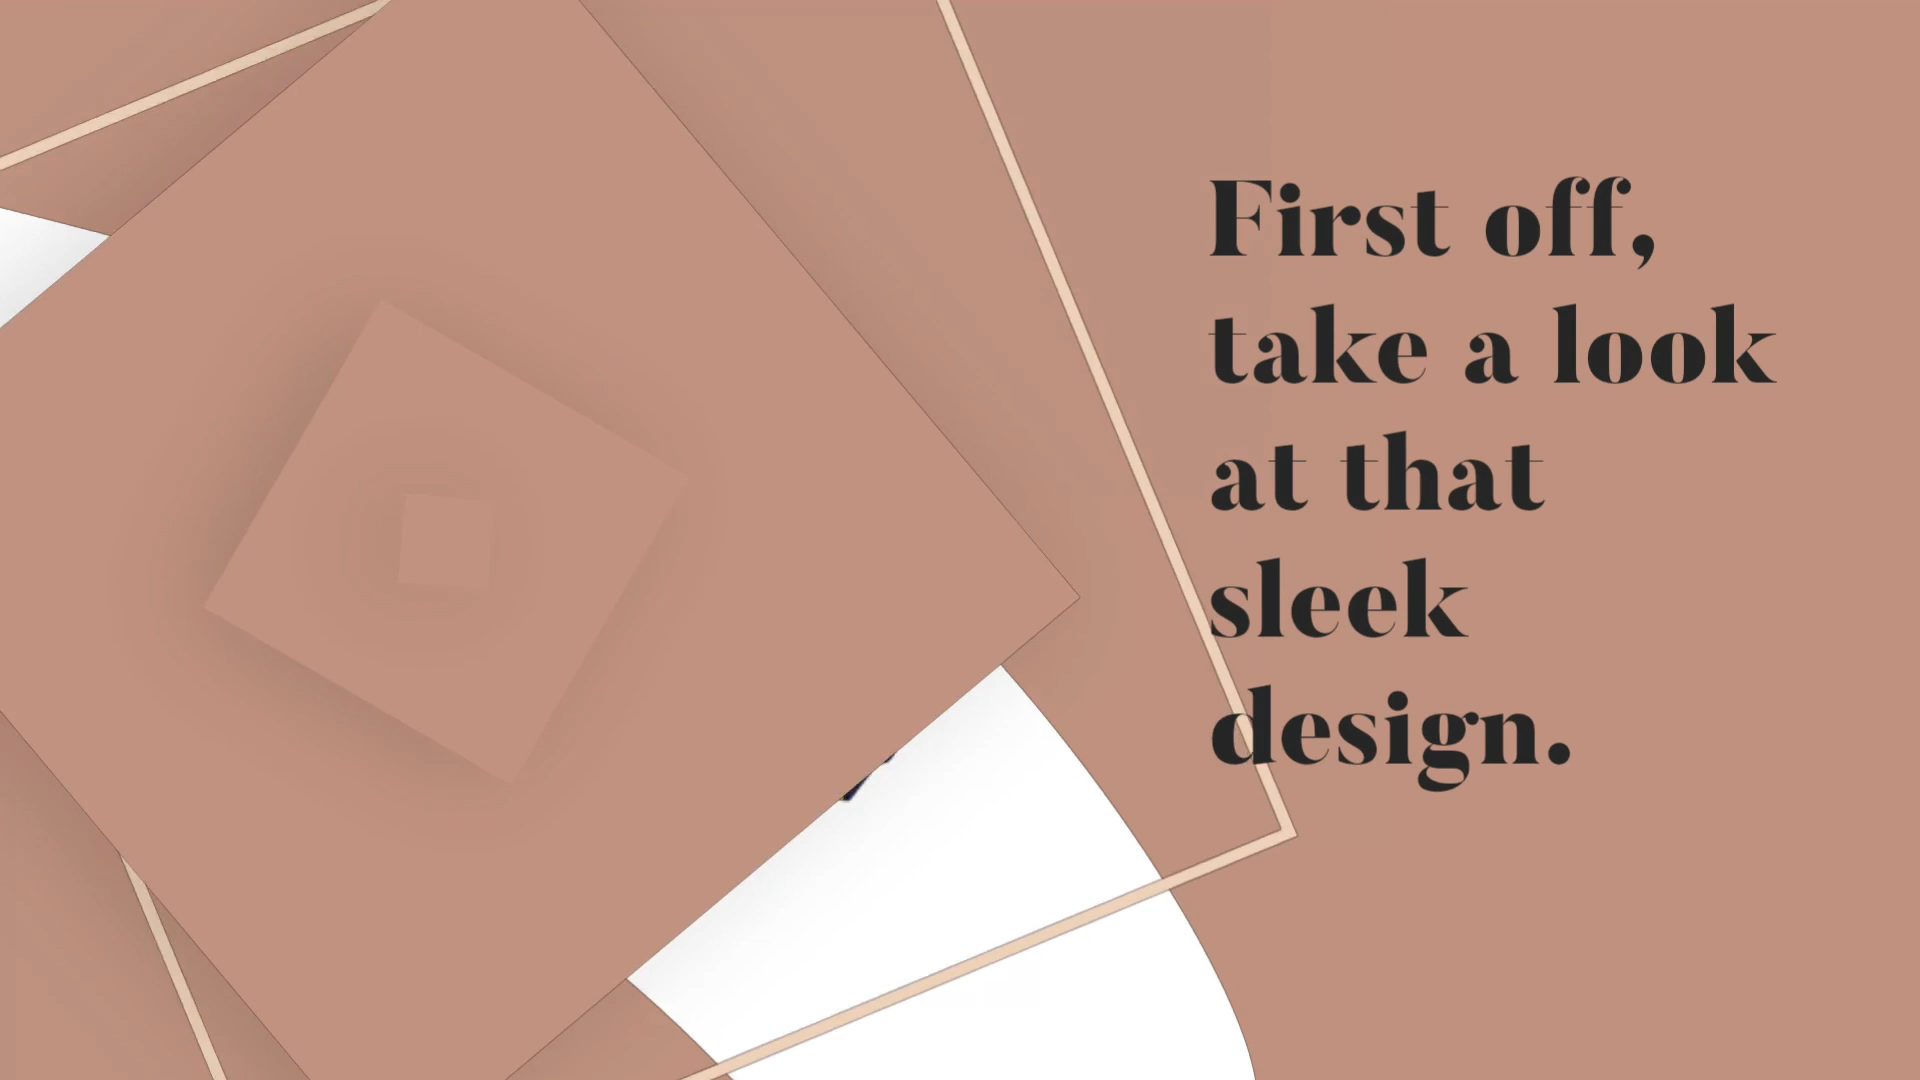 First off,
take a look
at that
sleek
design.